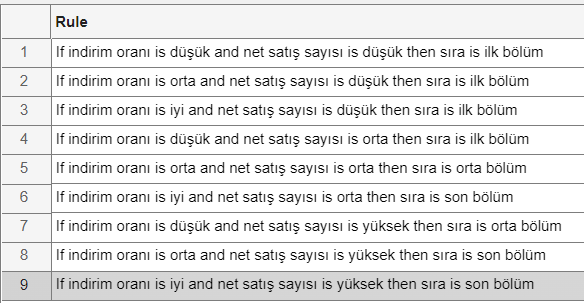 Rule
1 If indirim oranı is düşük and net satış sayısı is düşük then sıra is ilk bölüm
2 If indirim oranı is orta and net satış sayısı is düşük then sıra is ilk bölüm
3 If indirim oranı is iyi and net satış sayısı is düşük then sıra is ilk bölüm
4 If indirim oranı is düşük and net satış sayısı is orta then sıra is ilk bölüm
5 If indirim oranı is orta and net satış sayısı is orta then sıra is orta bölüm
6 If indirim oranı is iyi and net satış sayısı is orta then sıra is son bölüm
7 If indirim oranı is düşük and net satış sayısı is yüksek then sıra is orta bölüm
8 If indirim oranı is orta and net satış sayısı is yüksek then sıra is son bölüm
9 If indirim oranı is iyi and net satış sayısı is yüksek then sıra is son bölüm